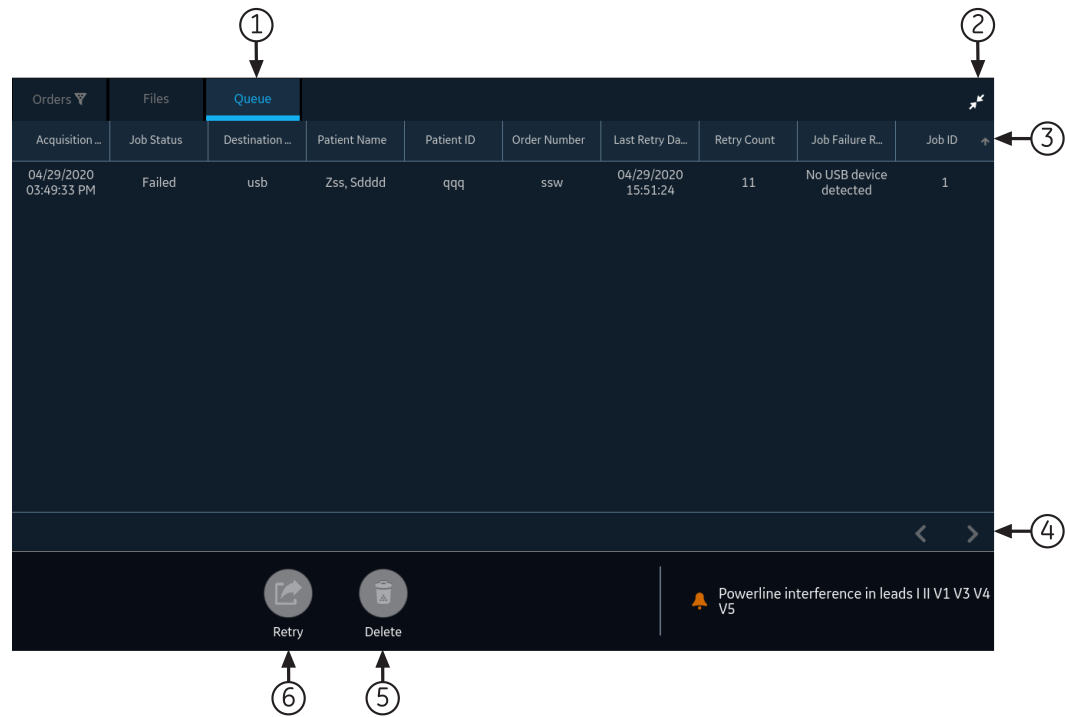 1
2
Orders
Files
Queue
Acquisition ...
Job Status
Destination ...
Patient Name
Patient ID
Order Number
Last Retry Da...
Retry Count
Job Failure R...
Job ID
3
04/29/2020
03:49:33 PM
Failed
usb
Zss, Sdddd
qqq
ssw
04/29/2020
15:51:24
11
No USB device
detected
1
4
Retry
Delete
Powerline interference in leads I II V1 V3 V4
V5
6
5